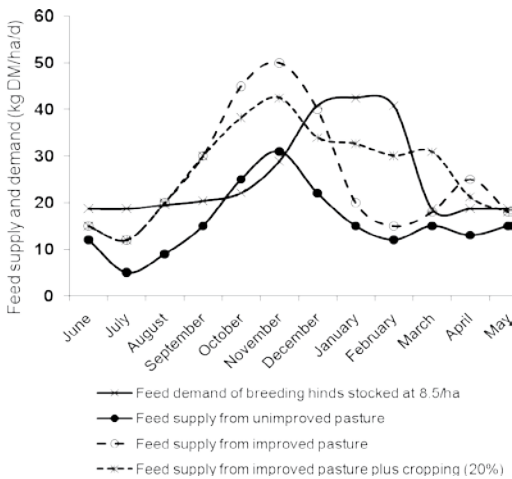 Feed supply and demand (kg DM/ha/d)
60
50
40
30
20
10
0
June
July
August
September
October
November
December
January
February
March
April
May
Feed demand of breeding hinds stocked at 8.5/ha
Feed supply from unimproved pasture
Feed supply from improved pasture
Feed supply from improved pasture plus cropping (20%)